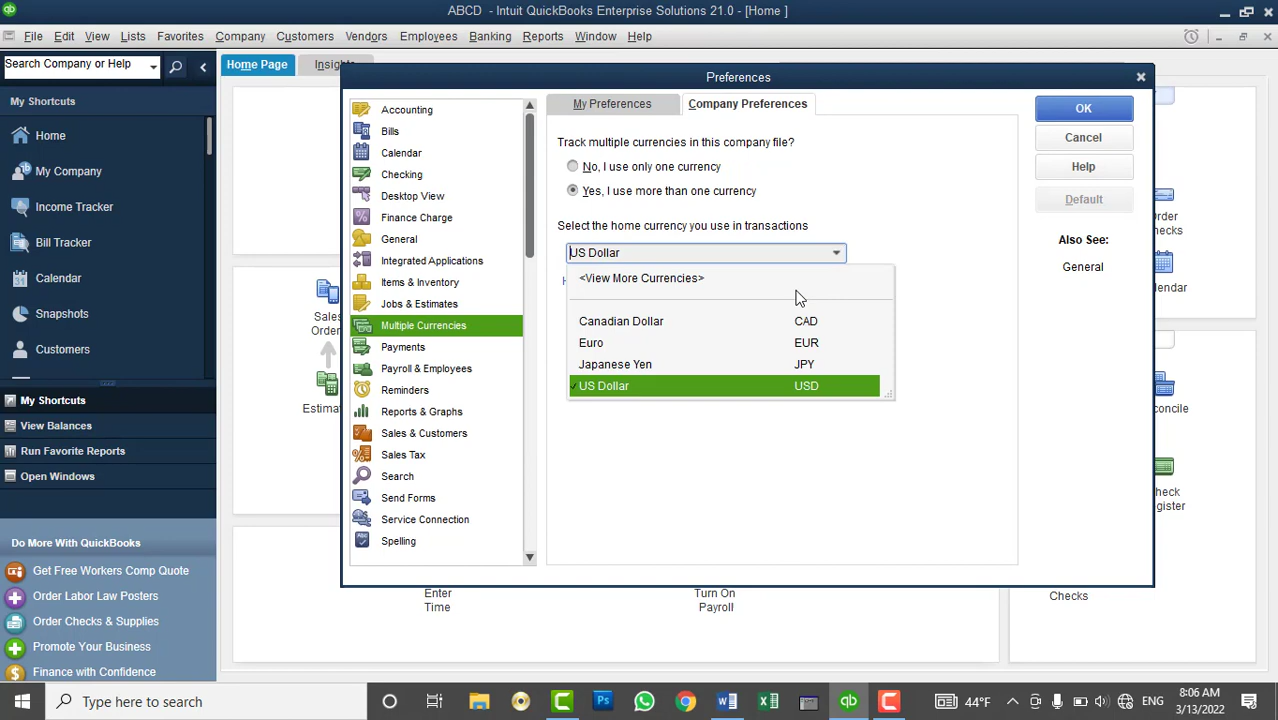 ABCD - Intuit QuickBooks Enterprise Solutions 21.0 - [Home ]
File Edit View Lists Favorites Company Customers Vendors Employees Banking Reports Window Help
Search Company or Help
My Shortcuts
Home
My Company
Income Tracker
Bill Tracker
Calendar
Snapshots
Customers
My Shortcuts
View Balances
Run Favorite Reports
Open Windows
Do More With QuickBooks
Get Free Workers Comp Quote
Order Labor Law Posters
Order Checks & Supplies
Promote Your Business
Finance with Confidence
Home Page
Insights
Sales
Enter
Time
Turn On
Payroll
Checks
Preferences
Accounting
Bills
Calendar
Checking
Desktop View
Finance Charge
General
Integrated Applications
Items & Inventory
Jobs & Estimates
Multiple Currencies
Payments
Payroll & Employees
Reminders
Reports & Graphs
Sales & Customers
Sales Tax
Search
Send Forms
Service Connection
Spelling
My Preferences
Company Preferences
Track multiple currencies in this company file?
No, I use only one currency
Yes, I use more than one currency
Select the home currency you use in transactions
US Dollar
<View More Currencies>
Canadian Dollar CAD
Euro EUR
Japanese Yen JPY
✓ US Dollar USD
OK
Cancel
Help
Default
Also See:
General
Type here to search
44°F
ENG
8:06 AM
3/13/2022